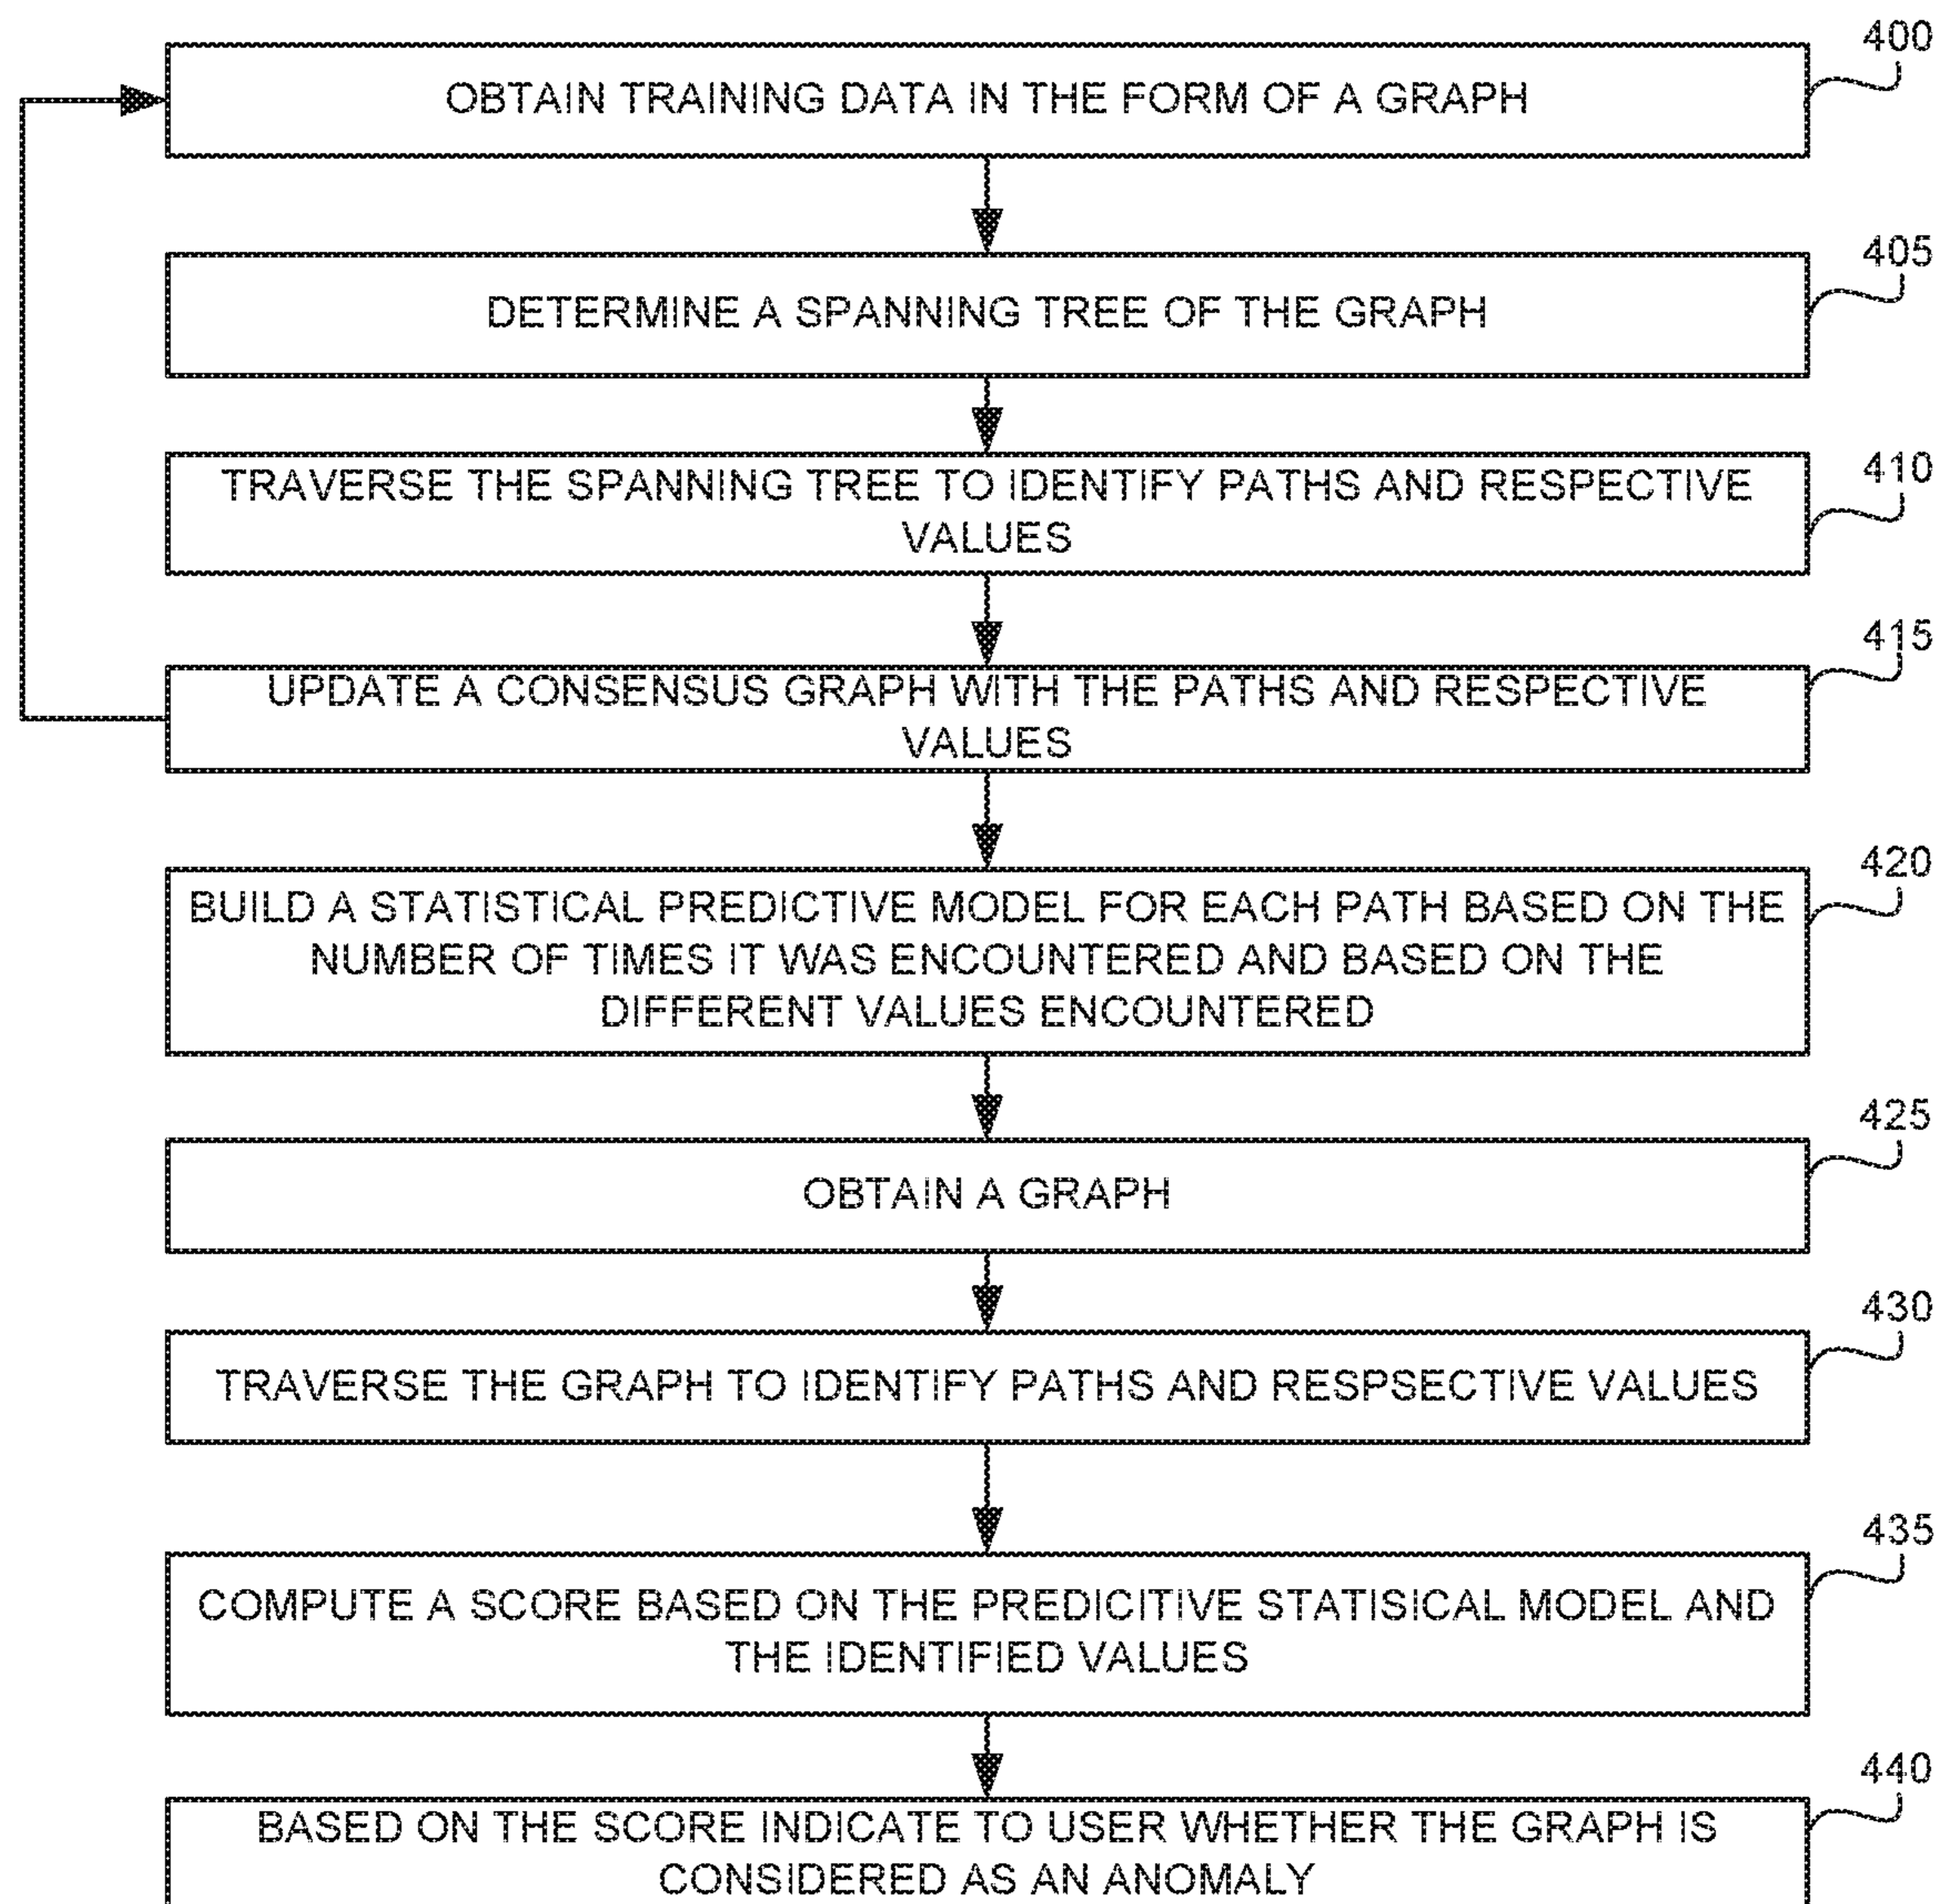 400
OBTAIN TRAINING DATA IN THE FORM OF A GRAPH
405
DETERMINE A SPANNING TREE OF THE GRAPH
410
TRAVERSE THE SPANNING TREE TO IDENTIFY PATHS AND RESPECTIVE
VALUES
415
UPDATE A CONSENSUS GRAPH WITH THE PATHS AND RESPECTIVE
VALUES
420
BUILD A STATISTICAL PREDICTIVE MODEL FOR EACH PATH BASED ON THE
NUMBER OF TIMES IT WAS ENCOUNTERED AND BASED ON THE
DIFFERENT VALUES ENCOUNTERED
425
OBTAIN A GRAPH
430
TRAVERSE THE GRAPH TO IDENTIFY PATHS AND RESPSECTIVE VALUES
435
COMPUTE A SCORE BASED ON THE PREDICITIVE STATISICAL MODEL AND
THE IDENTIFIED VALUES
440
BASED ON THE SCORE INDICATE TO USER WHETHER THE GRAPH IS
CONSIDERED AS AN ANOMALY